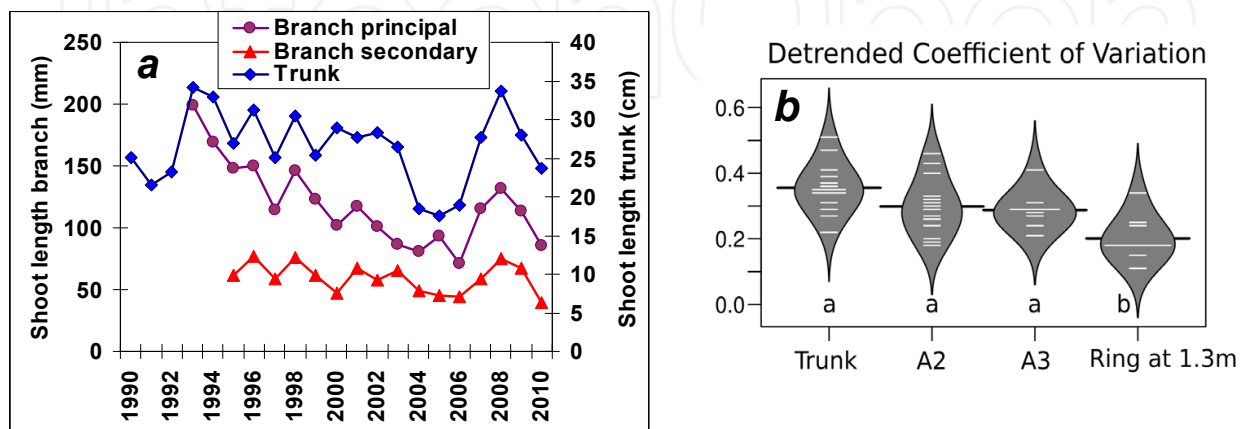 Branch principal
Branch secondary
Trunk
a
Shoot length branch (mm)
250
200
150
100
50
0
40
35
30
25
20
15
10
5
0
Shoot length trunk (cm)
1990
1992
1994
1996
1998
2000
2002
2004
2006
2008
2010
Detrended Coefficient of Variation
b
0.6
0.4
0.2
0.0
a
a
a
b
Trunk
A2
A3
Ring at 1.3m